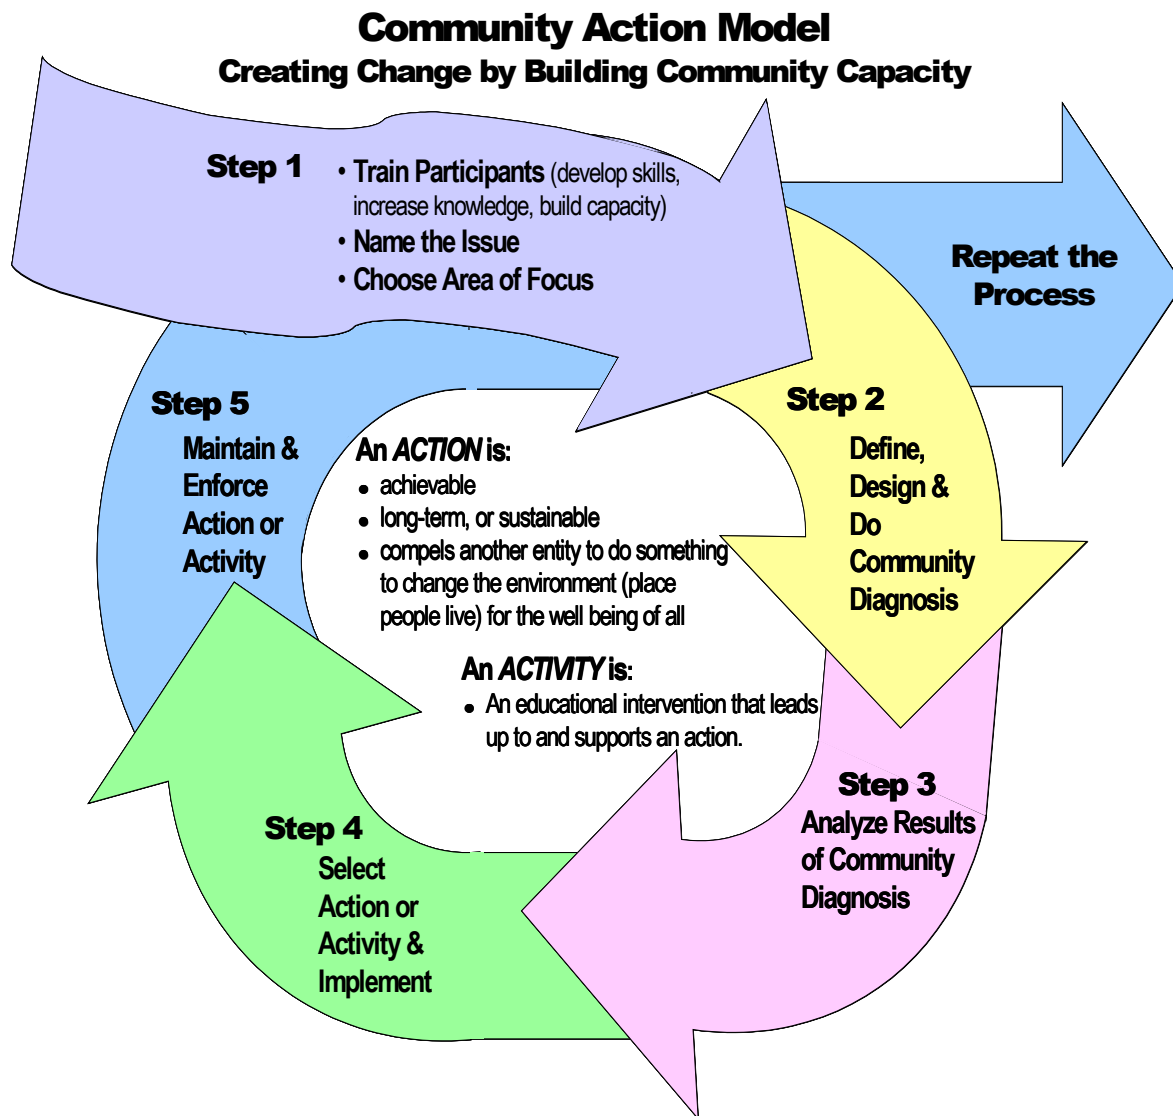 Community Action Model
Creating Change by Building Community Capacity
Step 1
• Train Participants (develop skills,
increase knowledge, build capacity)
• Name the Issue
• Choose Area of Focus
Repeat the
Process
Step 2
Define,
Design &
Do
Community
Diagnosis
Step 3
Analyze Results
of Community
Diagnosis
Step 4
Select
Action or
Activity &
Implement
Step 5
Maintain &
Enforce
Action or
Activity
An ACTION is:
• achievable
• long-term, or sustainable
• compels another entity to do something
to change the environment (place
people live) for the well being of all
An ACTIVITY is:
• An educational intervention that leads
up to and supports an action.